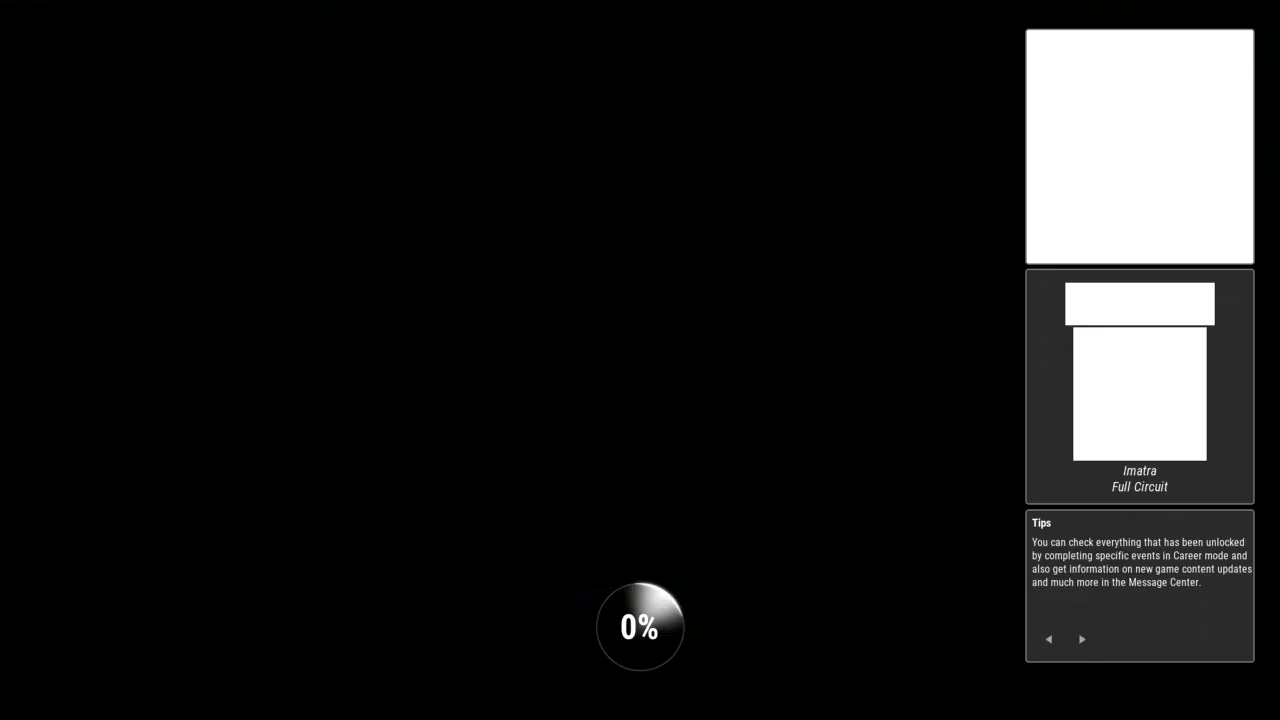 Imatra
Full Circuit
Tips
You can check everything that has been unlocked
by completing specific events in Career mode and
also get information on new game content updates
and much more in the Message Center.
0%